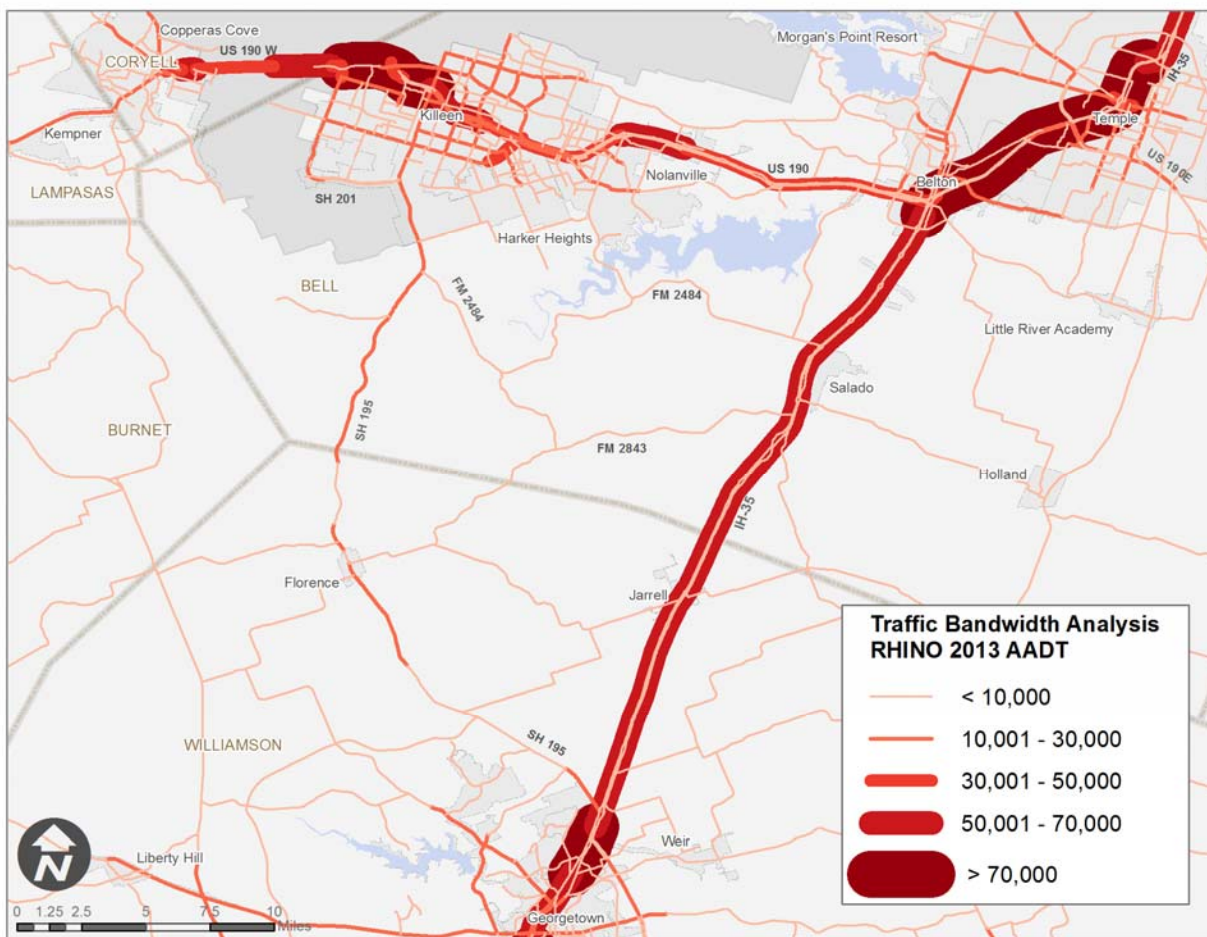 Copperas Cove
Morgan's Point Resort
US 190 W
CORYELL
IH-35
Killeen
Temple
Kempner
US 190E
US 190
Nolanville
Belton
LAMPASAS
SH 201
Harker Heights
BELL
FM 2484
FM 2484
Little River Academy
Salado
SH 195
BURNET
FM 2843
Holland
IH-35
Florence
Jarrell
Traffic Bandwidth Analysis
RHINO 2013 AADT
< 10,000
10,001 - 30,000
30,001 - 50,000
50,001 - 70,000
> 70,000
WILLIAMSON
SH 195
N
Liberty Hill
Weir
Georgetown
0 1.25 2.5 5 7.5 10
Miles